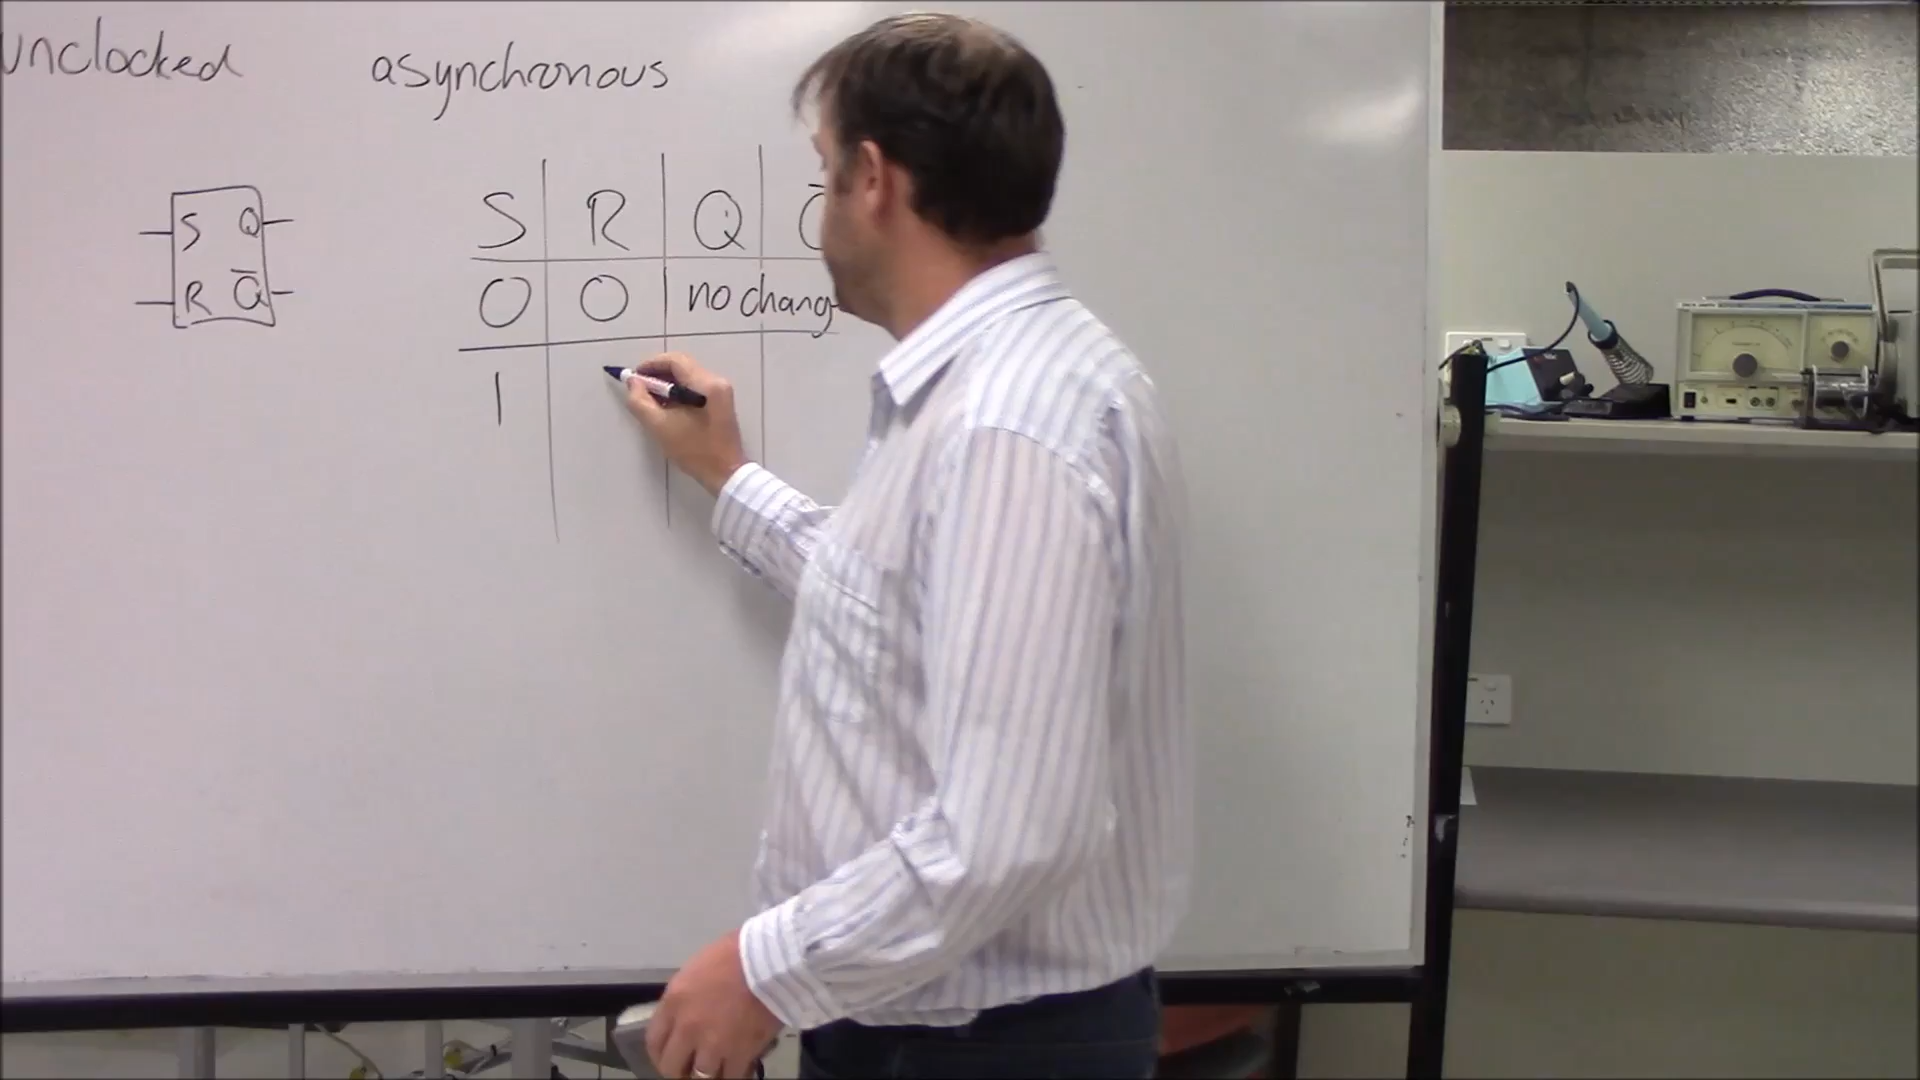 unclocked asynchronous
S Q
R Q̅
S R Q
0 0 no chang
1